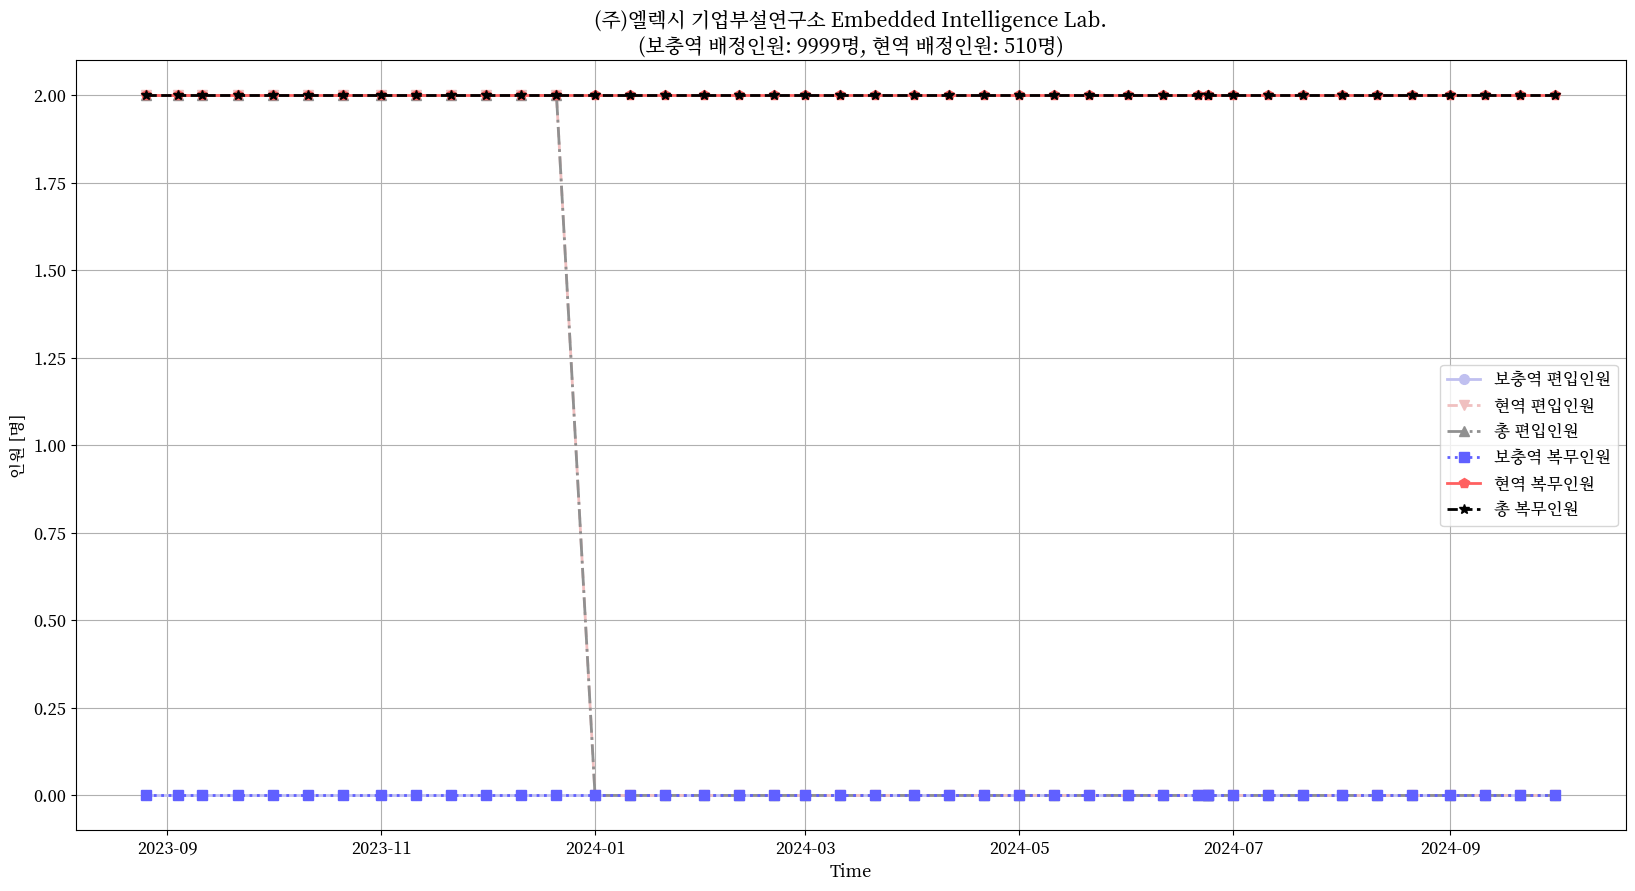 (주)엘렉시 기업부설연구소 Embedded Intelligence Lab.
(보충역 배정인원: 9999명, 현역 배정인원: 510명)
2.00
1.75
1.50
1.25
1.00
0.75
0.50
0.25
0.00
인원 [명]
보충역 편입인원
현역 편입인원
총 편입인원
보충역 복무인원
현역 복무인원
총 복무인원
2023-09 2023-11 2024-01 2024-03 2024-05 2024-07 2024-09
Time